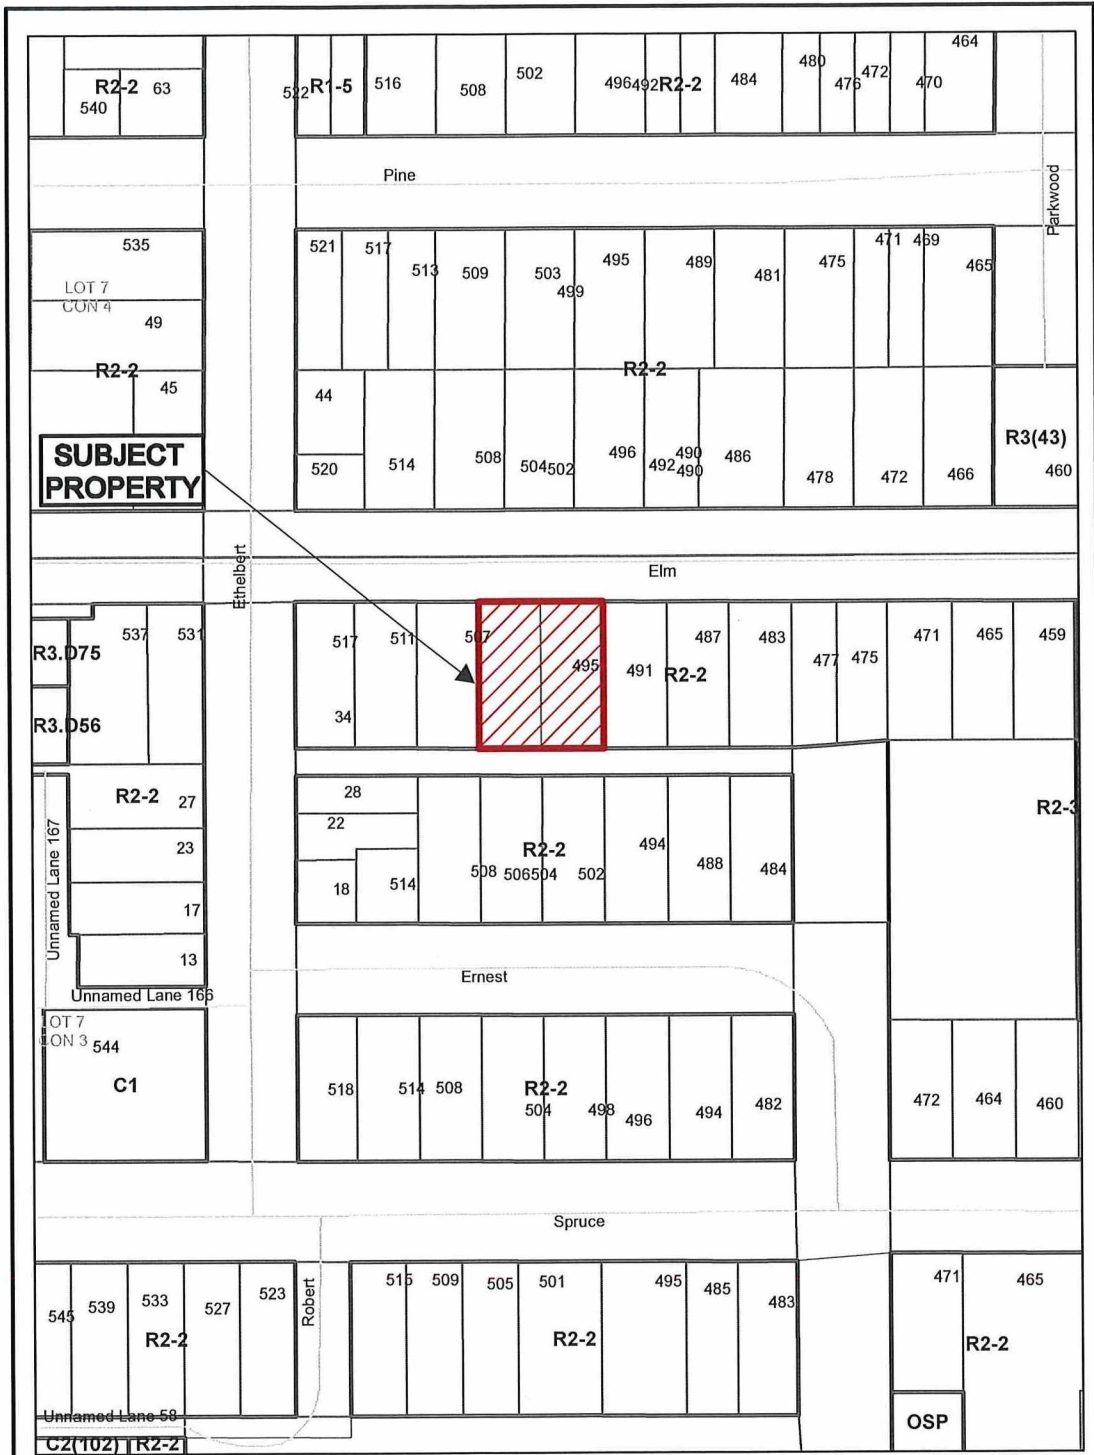 R2-2 63
540
522 R1-5 516 508 502 496 492 R2-2 484 480 476 472 470 464
Pine
Parkwood
535
LOT 7
CON 4
49
R2-2
45
521 517 513 509 503 499 495 489 481 475 471 469 465
R2-2
44
520 514 508 504 502 496 492 490 490 486 478 472 466
R3(43)
460
SUBJECT
PROPERTY
Ethelbert
Elm
R3.D75
R3.D56
537 531
517 511 507 495 491 R2-2 487 483 477 475 471 465 459
34
R2-2 27
23
17
13
Unnamed Lane 167
Unnamed Lane 166
28
22
18 514 508 506 504 502 494 488 484
R2-2
R2-3
Ernest
LOT 7
CON 3
544
C1
518 514 508 R2-2 504 498 496 494 482
472 464 460
Spruce
545 539 533 527 523
R2-2
Robert
515 509 505 501 495 485 483
R2-2
471 465
R2-2
OSP
Unnamed Lane 58
C2(102) R2-2